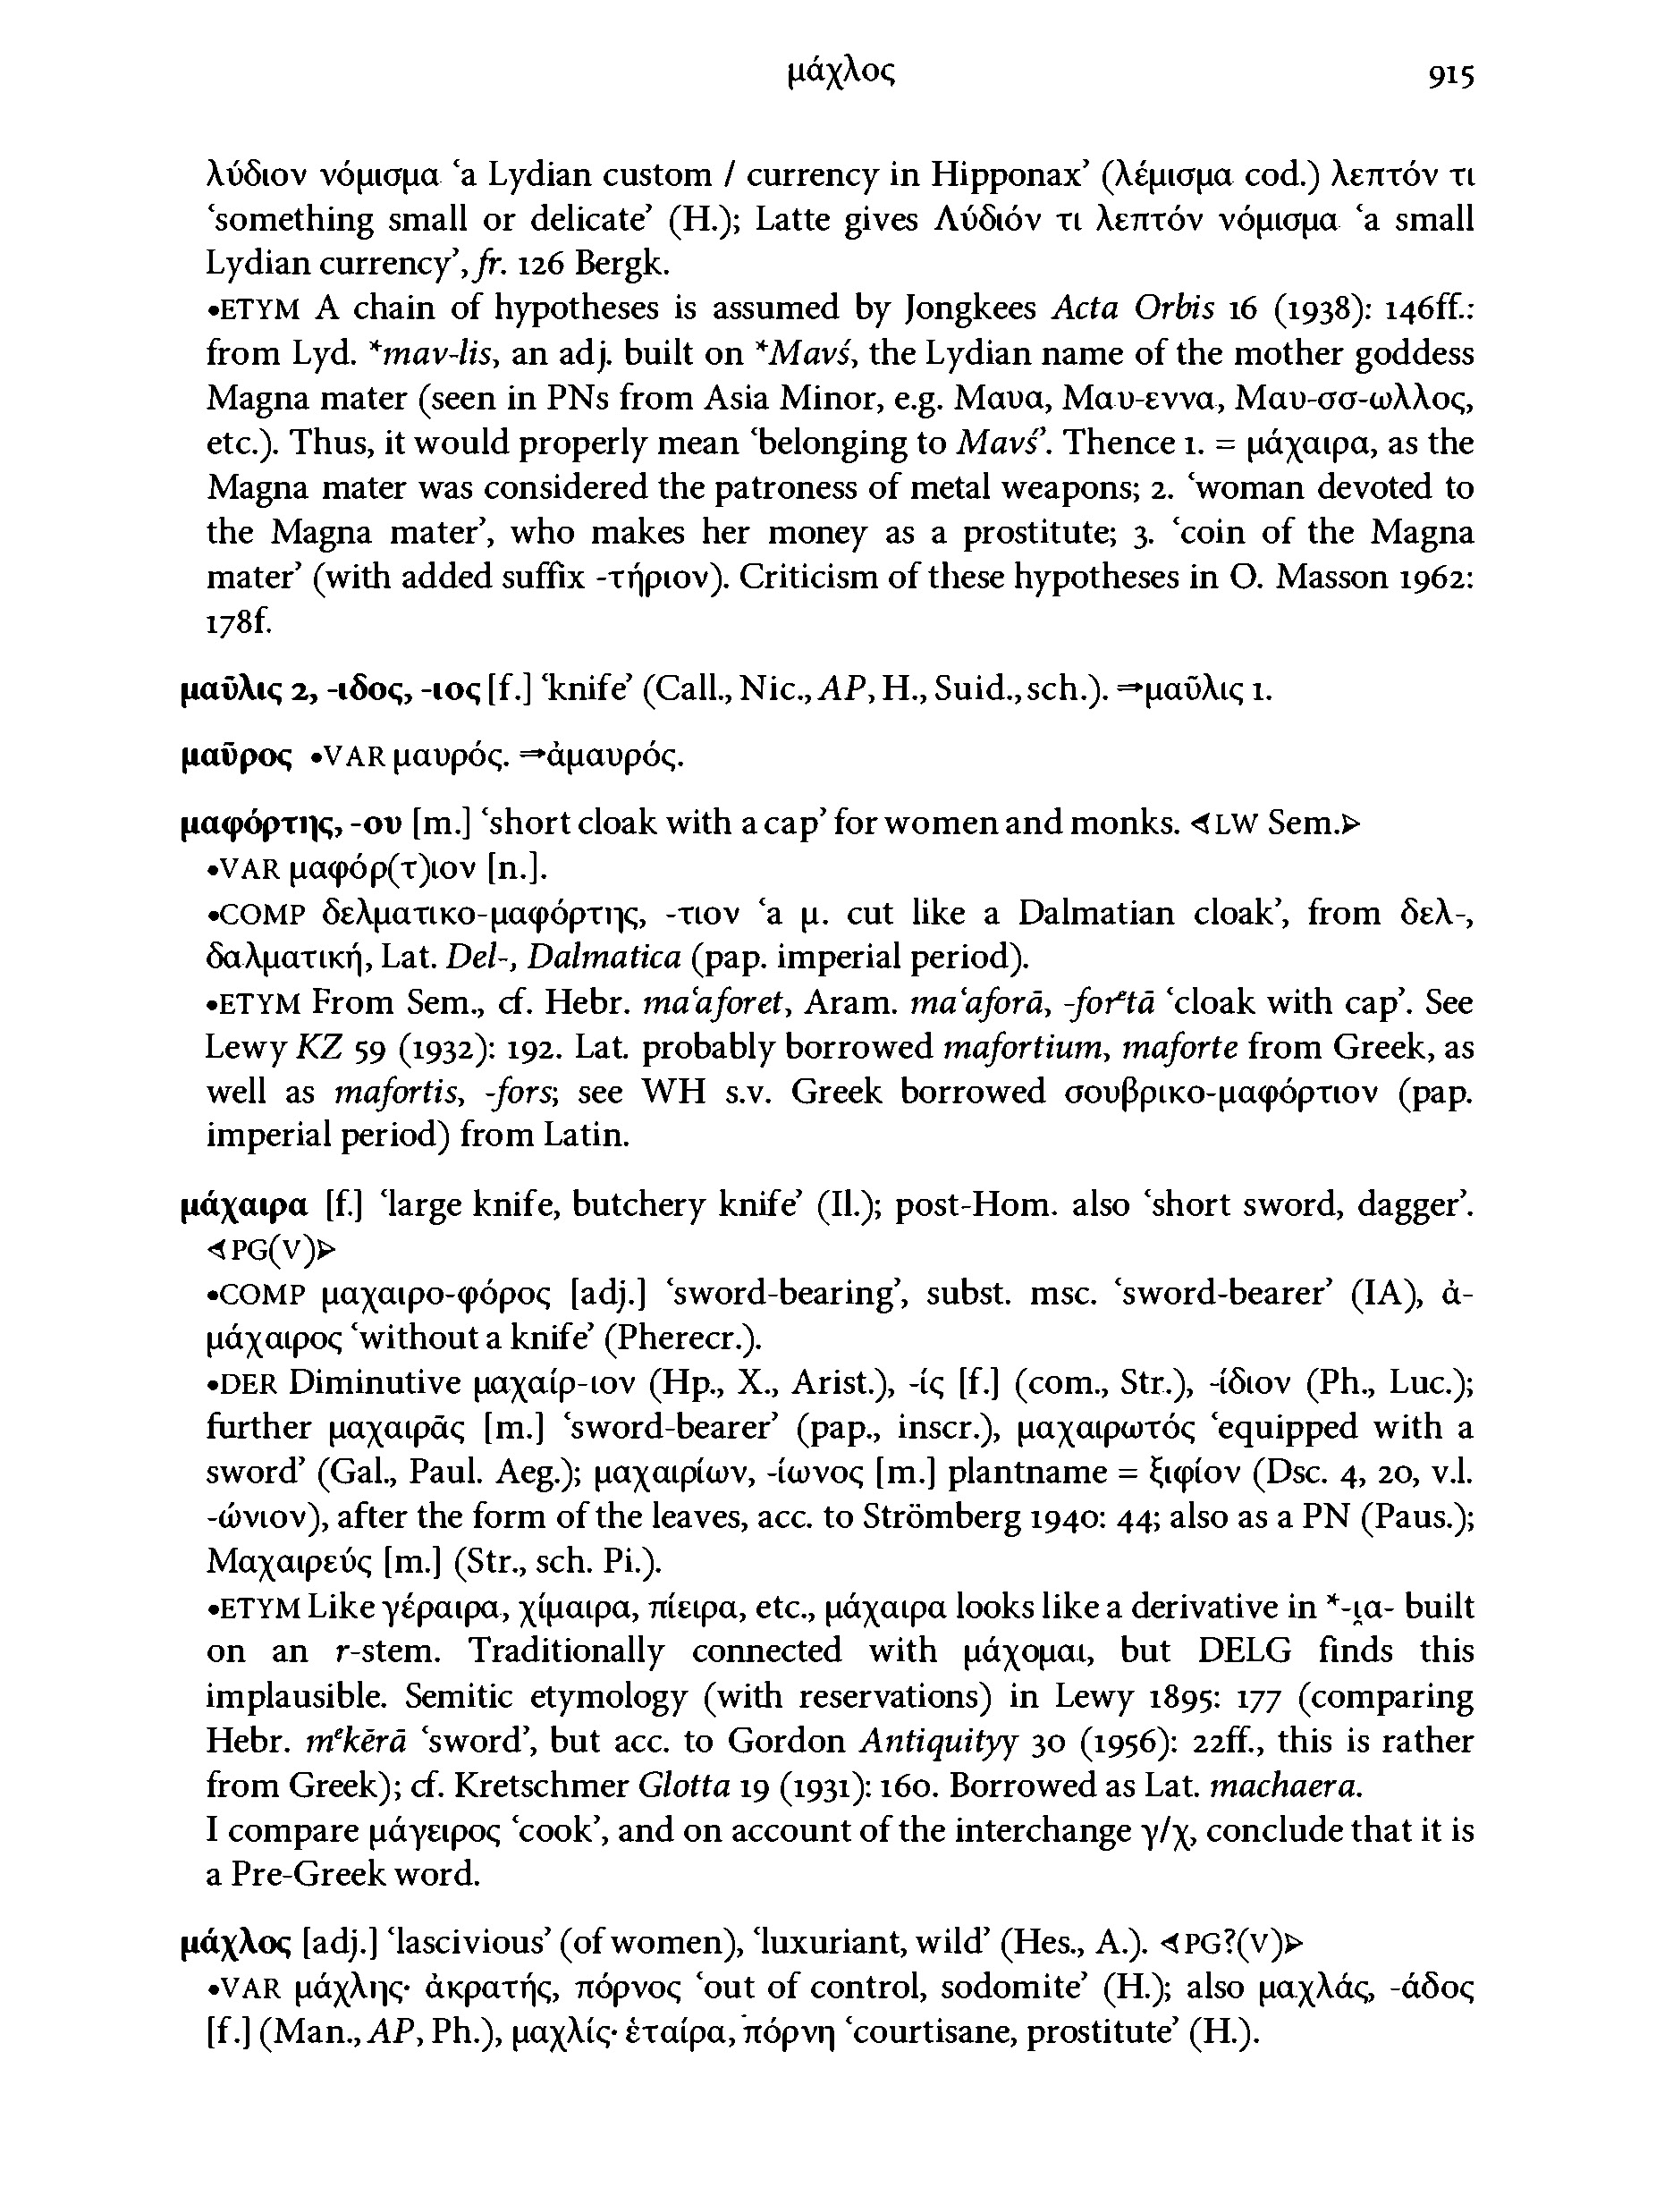 μάχλος 915
λύδιον νόμισμα ‘a Lydian custom / currency in Hipponax’ (λέμισμα cod.) λεπτόν τι
‘something small or delicate’ (H.); Latte gives Λύδιόν τι λεπτόν νόμισμα ‘a small
Lydian currency’, fr. 126 Bergk.
•ETYM A chain of hypotheses is assumed by Jongkees Acta Orbis 16 (1938): 146ff.:
from Lyd. *mav-lis, an adj. built on *Mavś, the Lydian name of the mother goddess
Magna mater (seen in PNs from Asia Minor, e.g. Μαυα, Μαυ-εννα, Μαυ-σσ-ωλλος,
etc.). Thus, it would properly mean ‘belonging to Mavś’. Thence 1. = μάχαιρα, as the
Magna mater was considered the patroness of metal weapons; 2. ‘woman devoted to
the Magna mater’, who makes her money as a prostitute; 3. ‘coin of the Magna
mater’ (with added suffix -τήριον). Criticism of these hypotheses in O. Masson 1962:
178f.
μαῦλις 2, -ιδος, -ιος [f.] ‘knife’ (Call., Nic., AP, H., Suid., sch.). ⇒μαῦλις 1.
μαῦρος •VAR μαυρός. ⇒ἀμαυρός.
μαφόρτης, -ου [m.] ‘short cloak with a cap’ for women and monks. ⊲LW Sem.⊳
•VAR μαφόρ(τ)ιον [n.].
•COMP δελματικο-μαφόρτης, -τιον ‘a μ. cut like a Dalmatian cloak’, from δελ-,
δαλματική, Lat. Del-, Dalmatica (pap. imperial period).
•ETYM From Sem., cf. Hebr. ma‘aforet, Aram. ma‘aforā, -forᵉtā ‘cloak with cap’. See
Lewy KZ 59 (1932): 192. Lat. probably borrowed mafortium, maforte from Greek, as
well as mafortis, -fors; see WH s.v. Greek borrowed σουβρικο-μαφόρτιον (pap.
imperial period) from Latin.
μάχαιρα [f.] ‘large knife, butchery knife’ (Il.); post-Hom. also ‘short sword, dagger’.
⊲PG(V)⊳
•COMP μαχαιρο-φόρος [adj.] ‘sword-bearing’, subst. msc. ‘sword-bearer’ (IA), ἀ-
μάχαιρος ‘without a knife’ (Pherecr.).
•DER Diminutive μαχαίρ-ιον (Hp., X., Arist.), -ίς [f.] (com., Str.), -ίδιον (Ph., Luc.);
further μαχαιρᾶς [m.] ‘sword-bearer’ (pap., inscr.), μαχαιρωτός ‘equipped with a
sword’ (Gal., Paul. Aeg.); μαχαιρίων, -ίωνος [m.] plantname = ξιφίον (Dsc. 4, 20, v.l.
-ώνιον), after the form of the leaves, acc. to Strömberg 1940: 44; also as a PN (Paus.);
Μαχαιρεύς [m.] (Str., sch. Pi.).
•ETYM Like γέραιρα, χίμαιρα, πίειρα, etc., μάχαιρα looks like a derivative in *-ι̯α- built
on an r-stem. Traditionally connected with μάχομαι, but DELG finds this
implausible. Semitic etymology (with reservations) in Lewy 1895: 177 (comparing
Hebr. mᵉkērā ‘sword’, but acc. to Gordon Antiquityy 30 (1956): 22ff., this is rather
from Greek); cf. Kretschmer Glotta 19 (1931): 160. Borrowed as Lat. machaera.
I compare μάγειρος ‘cook’, and on account of the interchange γ/χ, conclude that it is
a Pre-Greek word.
μάχλος [adj.] ‘lascivious’ (of women), ‘luxuriant, wild’ (Hes., A.). ⊲PG?(V)⊳
•VAR μάχλης· ἀκρατής, πόρνος ‘out of control, sodomite’ (H.); also μαχλάς, -άδος
[f.] (Man., AP, Ph.), μαχλίς· ἑταίρα, πόρνη ‘courtisane, prostitute’ (H.).